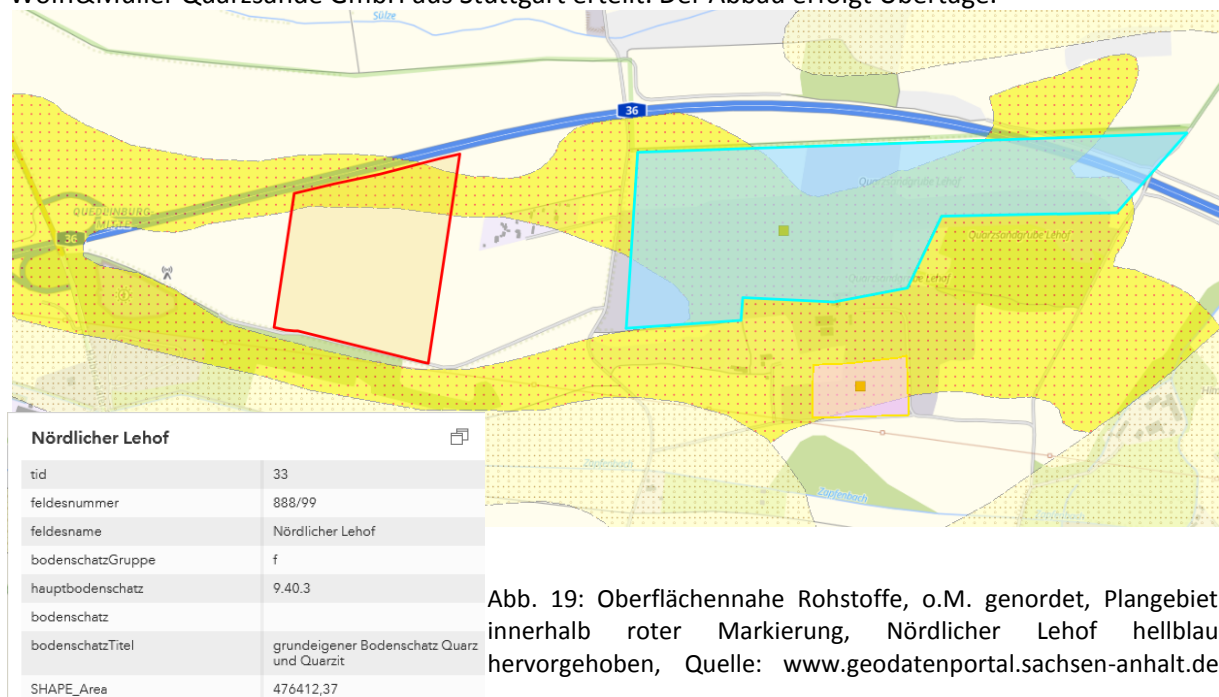 Wolff&Müller Quarzsande GmbH aus Stuttgart erteilt. Der Abbau erfolgt Übertage.
Sülze
36
Quarzsandgrube Lehof
QUEDLINBURG
MITTE
Quarzsandgrube Lehof
36
Lehof
Zapfenbach
Zapfenbach
Nördlicher Lehof
tid 33
feldesnummer 888/99
feldesname Nördlicher Lehof
bodenschatzGruppe f
hauptbodenschatz 9.40.3
bodenschatz
bodenschatzTitel grundeigener Bodenschatz Quarz
und Quarzit
SHAPE_Area 476412,37
Abb. 19: Oberflächennahe Rohstoffe, o.M. genordet, Plangebiet
innerhalb roter Markierung, Nördlicher Lehof hellblau
hervorgehoben, Quelle: www.geodatenportal.sachsen-anhalt.de